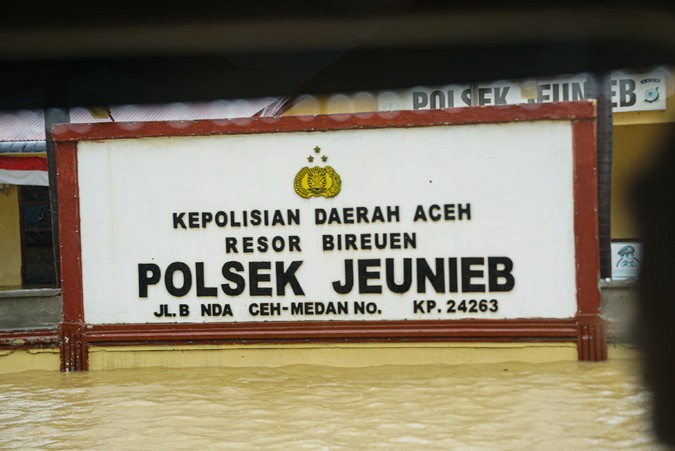 POLSEK JEUNIEB
KEPOLISIAN DAERAH ACEH
RESOR BIREUEN
POLSEK JEUNIEB
JL.B NDA CEH-MEDAN NO. KP. 24263